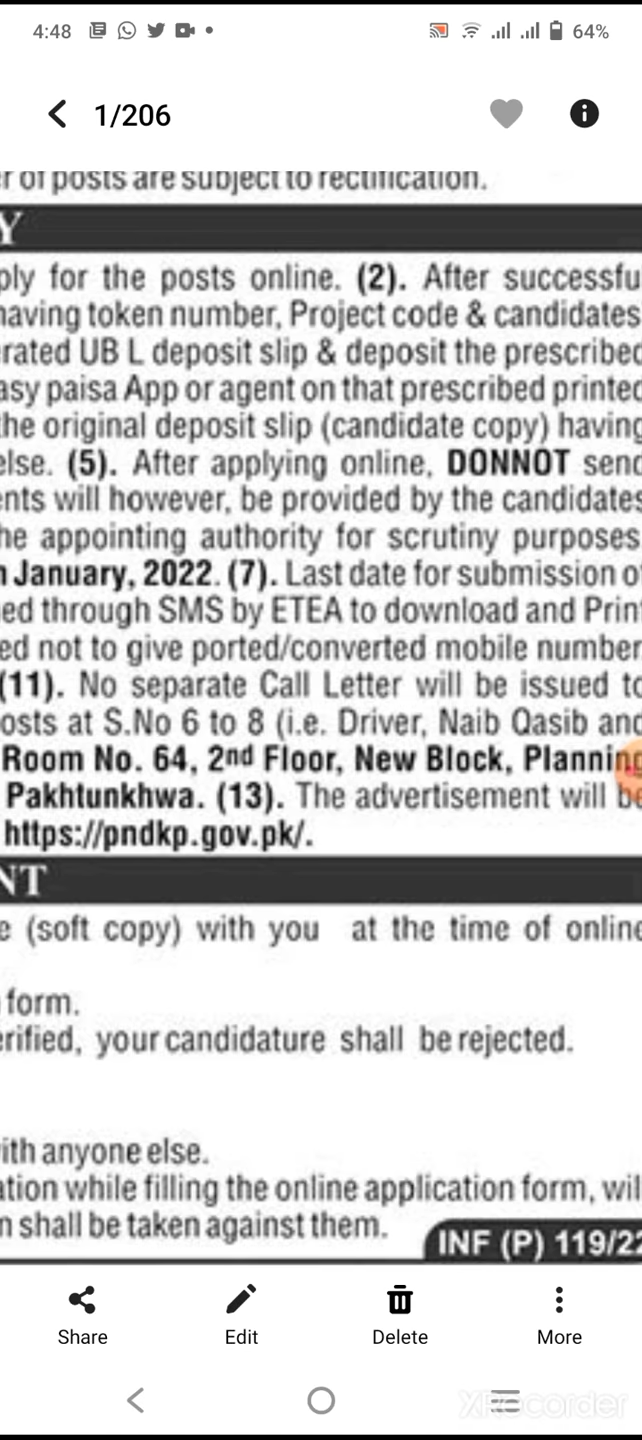 4:48
64%
1/206
r of posts are subject to rectification.
Y
ply for the posts online. (2). After successfu
having token number, Project code & candidates
erated UB L deposit slip & deposit the prescribed
asy paisa App or agent on that prescribed printed
the original deposit slip (candidate copy) having
else. (5). After applying online, DONNOT send
ents will however, be provided by the candidates
he appointing authority for scrutiny purposes
n January, 2022. (7). Last date for submission of
ned through SMS by ETEA to download and Print
ed not to give ported/converted mobile number
(11). No separate Call Letter will be issued to
osts at S.No 6 to 8 (i.e. Driver, Naib Qasib and
Room No. 64, 2nd Floor, New Block, Planning
Pakhtunkhwa. (13). The advertisement will be
https://pndkp.gov.pk/.
NT
e (soft copy) with you at the time of online
form.
erified, your candidature shall be rejected.
ith anyone else.
ation while filling the online application form, wil
n shall be taken against them.
INF (P) 119/22
Share Edit Delete More
XRecorder